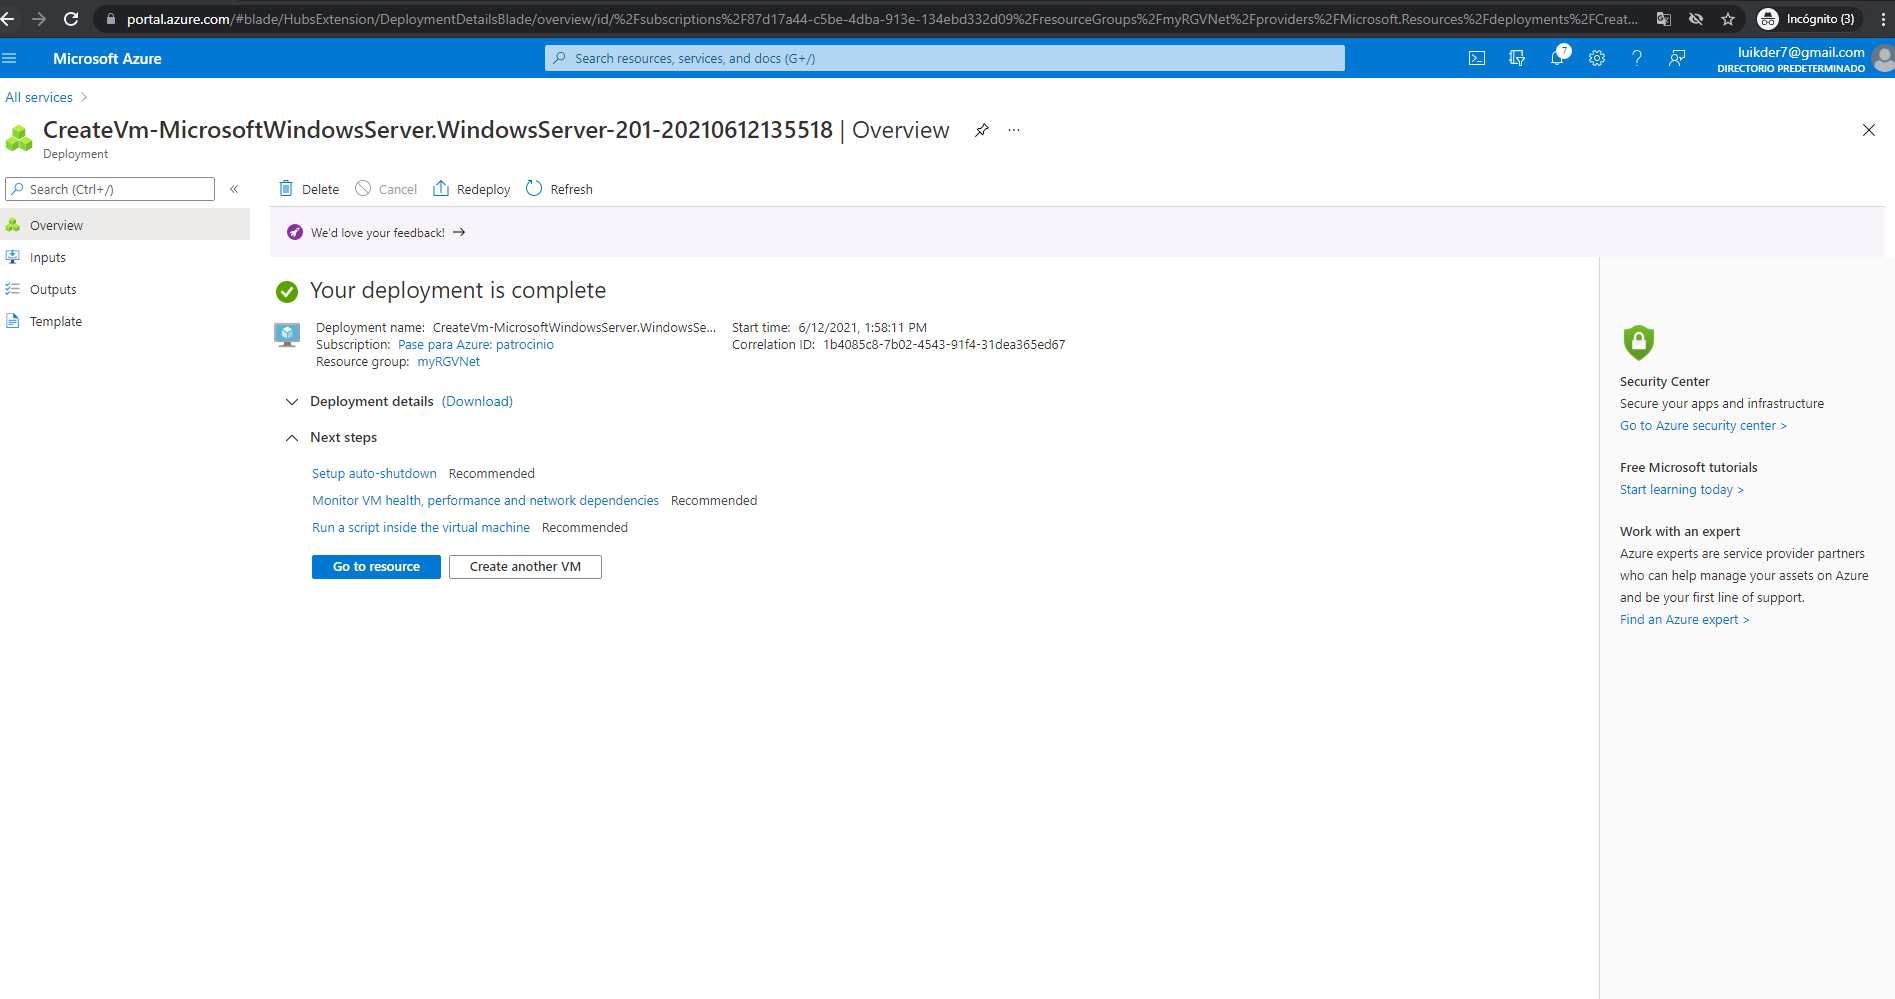 portal.azure.com/#blade/HubsExtension/DeploymentDetailsBlade/overview/id/%2Fsubscriptions%2F87d17a44-c5be-4dba-913e-134ebd332d09%2FresourceGroups%2FmyRGVNet%2Fproviders%2FMicrosoft.Resources%2Fdeployments%2FCreat...
Incógnito (3)
Microsoft Azure
Search resources, services, and docs (G+/)
7
luikder7@gmail.com
DIRECTORIO PREDETERMINADO
All services >
CreateVm-MicrosoftWindowsServer.WindowsServer-201-20210612135518 | Overview ...
Deployment
Search (Ctrl+/) «
Delete Cancel Redeploy Refresh
Overview
Inputs
Outputs
Template
We'd love your feedback! →
Your deployment is complete
Deployment name: CreateVm-MicrosoftWindowsServer.WindowsSe... Start time: 6/12/2021, 1:58:11 PM
Subscription: Pase para Azure: patrocinio Correlation ID: 1b4085c8-7b02-4543-91f4-31dea365ed67
Resource group: myRGVNet
Deployment details (Download)
Next steps
Setup auto-shutdown Recommended
Monitor VM health, performance and network dependencies Recommended
Run a script inside the virtual machine Recommended
Go to resource Create another VM
Security Center
Secure your apps and infrastructure
Go to Azure security center >
Free Microsoft tutorials
Start learning today >
Work with an expert
Azure experts are service provider partners
who can help manage your assets on Azure
and be your first line of support.
Find an Azure expert >